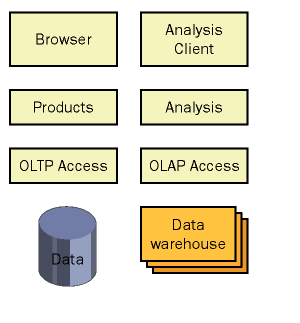 Browser
Analysis
Client
Products
Analysis
OLTP Access
OLAP Access
Data
Data
warehouse